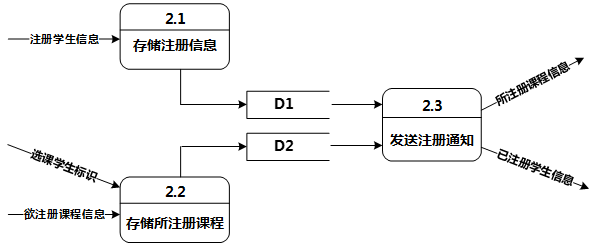 2.1
注册学生信息
存储注册信息
所注册课程信息
D1
2.3
D2
发送注册通知
选课学生标识
已注册学生信息
2.2
欲注册课程信息
存储所注册课程